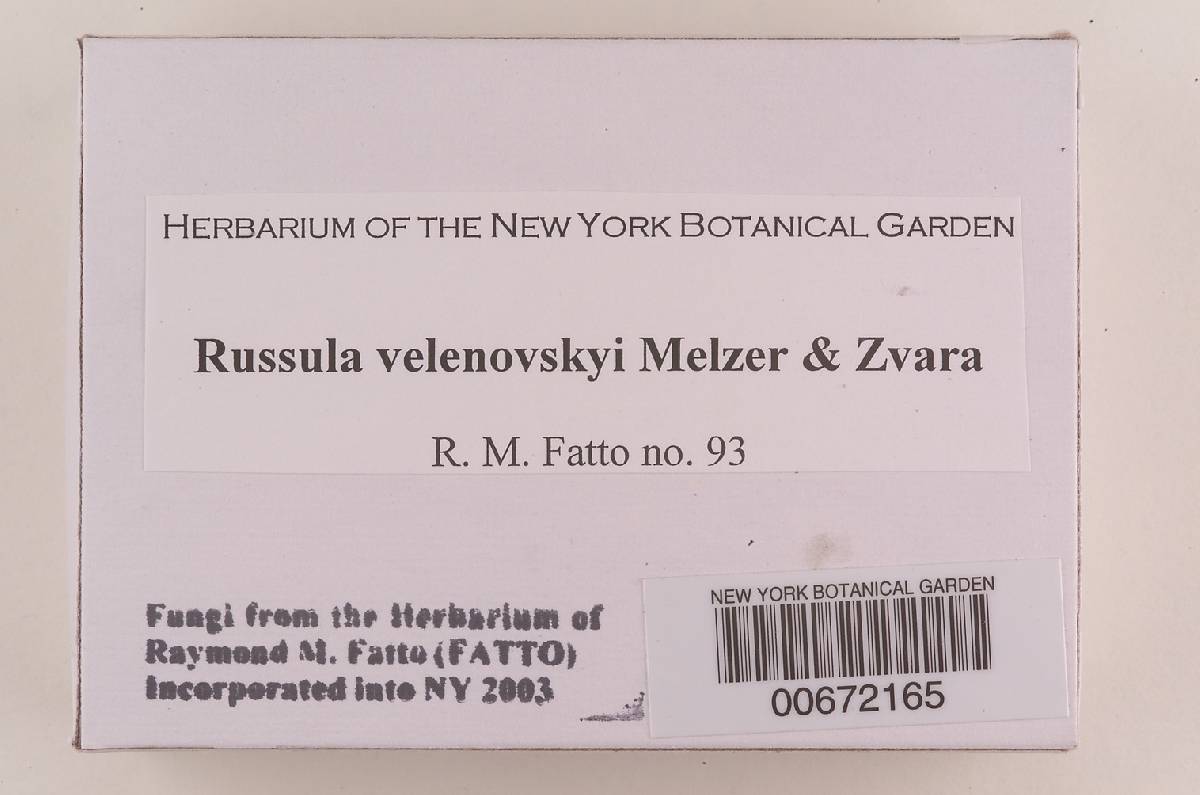 HERBARIUM OF THE NEW YORK BOTANICAL GARDEN
Russula velenovskyi Melzer & Zvara
R. M. Fatto no. 93
Fungi from the Herbarium of
Raymond M. Fatto (FATTO)
Incorporated into NY 2003
NEW YORK BOTANICAL GARDEN
00672165